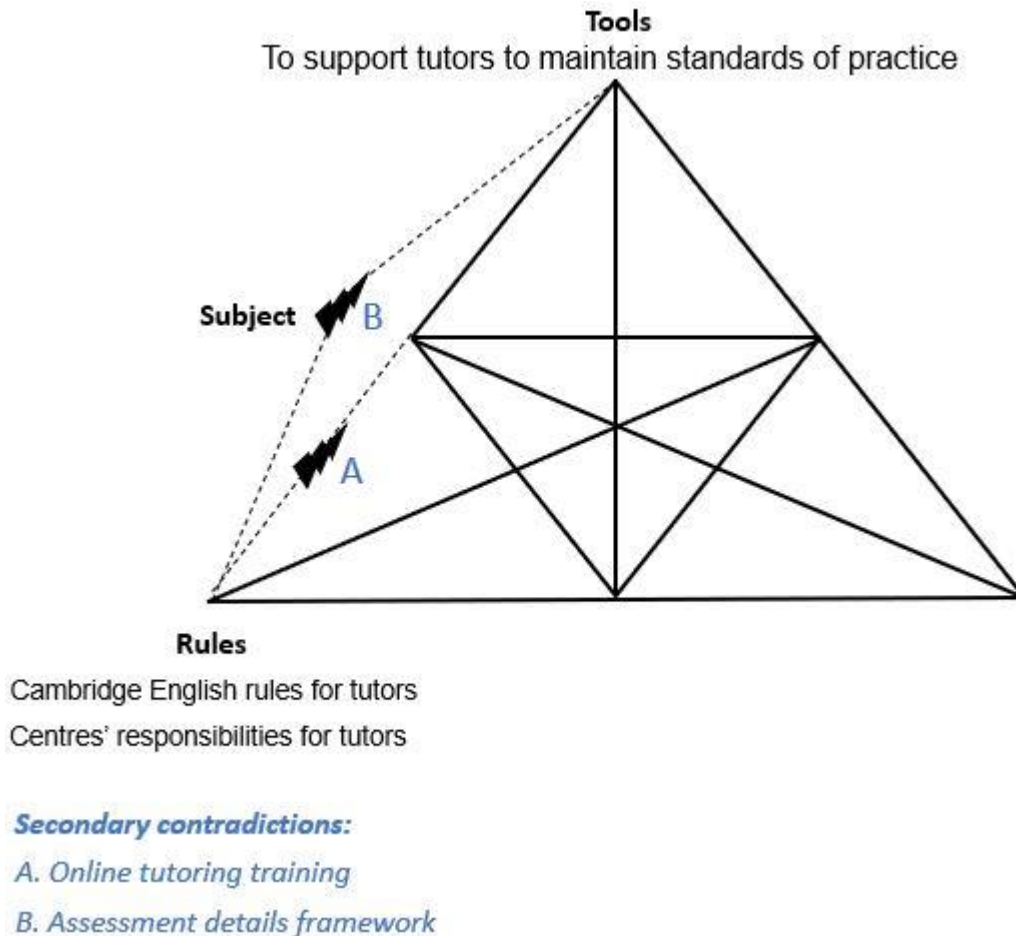 Tools
To support tutors to maintain standards of practice
Subject
B
A
Rules
Cambridge English rules for tutors
Centres’ responsibilities for tutors
Secondary contradictions:
A. Online tutoring training
B. Assessment details framework